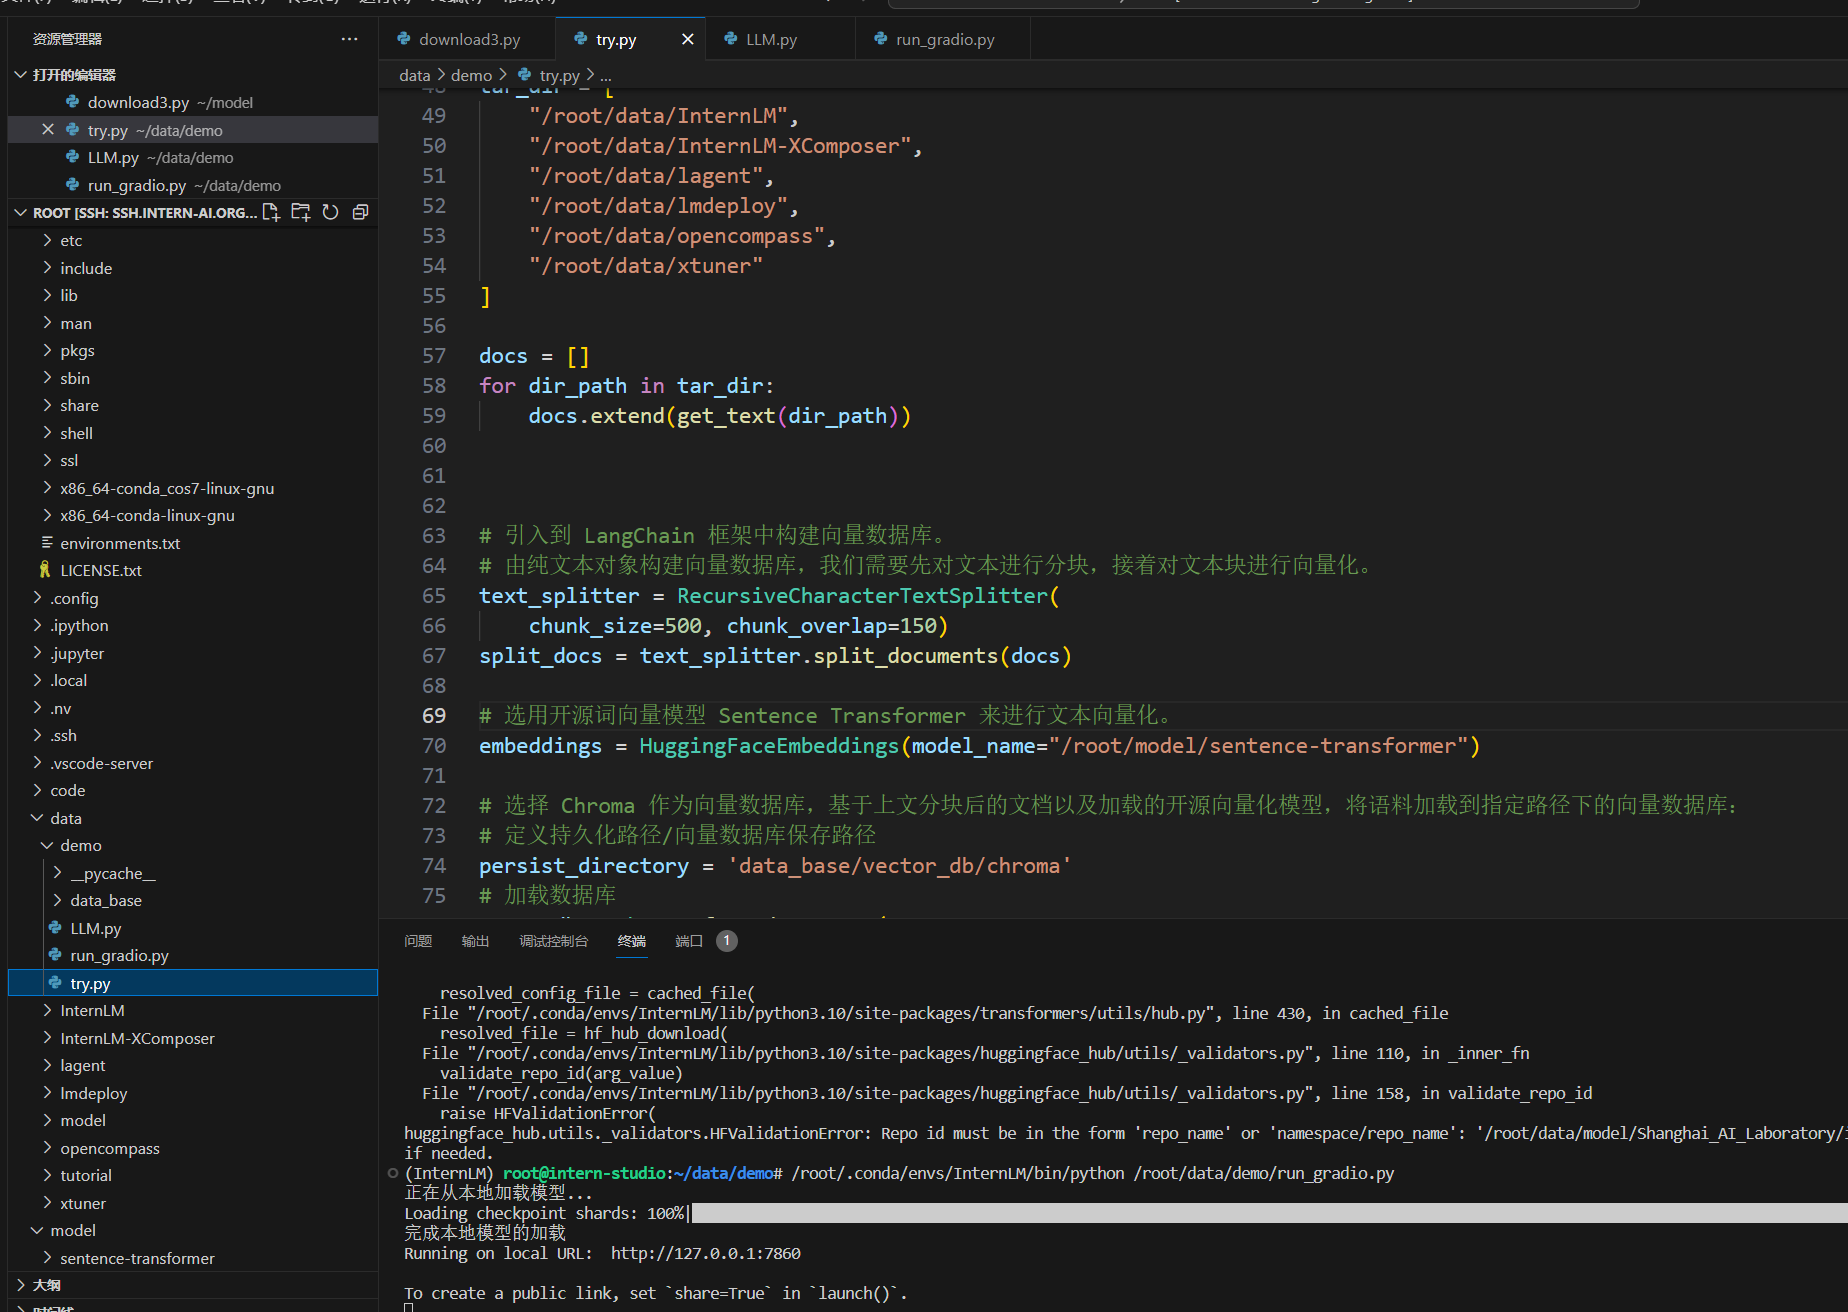 资源管理器
打开的编辑器
download3.py ~/model
try.py ~/data/demo
LLM.py ~/data/demo
run_gradio.py ~/data/demo
ROOT [SSH: SSH.INTERN-AI.ORG...
etc
include
lib
man
pkgs
sbin
share
shell
ssl
x86_64-conda_cos7-linux-gnu
x86_64-conda-linux-gnu
environments.txt
LICENSE.txt
.config
.ipython
.jupyter
.local
.nv
.ssh
.vscode-server
code
data
demo
__pycache__
data_base
LLM.py
run_gradio.py
try.py
InternLM
InternLM-XComposer
lagent
lmdeploy
model
opencompass
tutorial
xtuner
model
sentence-transformer
大纲
download3.py
try.py
LLM.py
run_gradio.py
data > demo > try.py > ...
48 tar_dir = [
49 "/root/data/InternLM",
50 "/root/data/InternLM-XComposer",
51 "/root/data/lagent",
52 "/root/data/lmdeploy",
53 "/root/data/opencompass",
54 "/root/data/xtuner"
55 ]
56
57 docs = []
58 for dir_path in tar_dir:
59 docs.extend(get_text(dir_path))
60
61
62
63 # 引入到 LangChain 框架中构建向量数据库。
64 # 由纯文本对象构建向量数据库，我们需要先对文本进行分块，接着对文本块进行向量化。
65 text_splitter = RecursiveCharacterTextSplitter(
66 chunk_size=500, chunk_overlap=150)
67 split_docs = text_splitter.split_documents(docs)
68
69 # 选用开源词向量模型 Sentence Transformer 来进行文本向量化。
70 embeddings = HuggingFaceEmbeddings(model_name="/root/model/sentence-transformer")
71
72 # 选择 Chroma 作为向量数据库，基于上文分块后的文档以及加载的开源向量化模型，将语料加载到指定路径下的向量数据库：
73 # 定义持久化路径/向量数据库保存路径
74 persist_directory = 'data_base/vector_db/chroma'
75 # 加载数据库
问题 输出 调试控制台 终端 端口 1
resolved_config_file = cached_file(
File "/root/.conda/envs/InternLM/lib/python3.10/site-packages/transformers/utils/hub.py", line 430, in cached_file
resolved_file = hf_hub_download(
File "/root/.conda/envs/InternLM/lib/python3.10/site-packages/huggingface_hub/utils/_validators.py", line 110, in _inner_fn
validate_repo_id(arg_value)
File "/root/.conda/envs/InternLM/lib/python3.10/site-packages/huggingface_hub/utils/_validators.py", line 158, in validate_repo_id
raise HFValidationError(
huggingface_hub.utils._validators.HFValidationError: Repo id must be in the form 'repo_name' or 'namespace/repo_name': '/root/data/model/Shanghai_AI_Laboratory/i
if needed.
(InternLM) root@intern-studio:~/data/demo# /root/.conda/envs/InternLM/bin/python /root/data/demo/run_gradio.py
正在从本地加载模型...
Loading checkpoint shards: 100%|
完成本地模型的加载
Running on local URL: http://127.0.0.1:7860
To create a public link, set `share=True` in `launch()`.